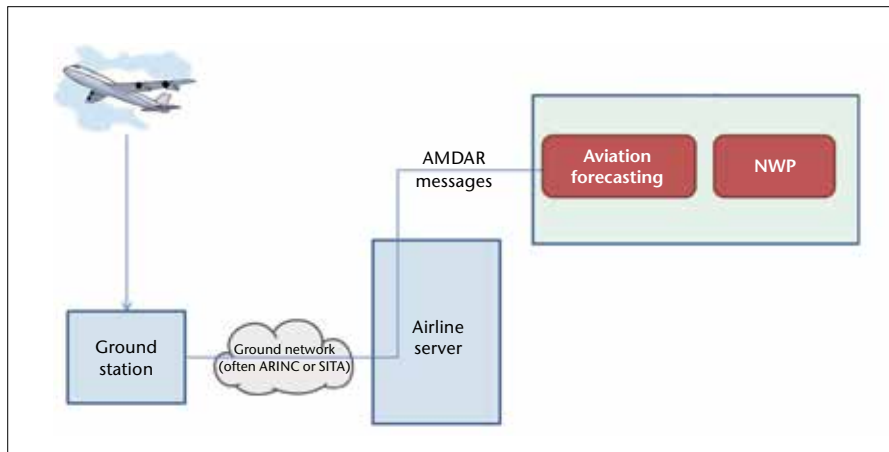 AMDAR
messages
Aviation
forecasting
NWP
Airline
server
Ground
station
Ground network
(often ARINC or SITA)